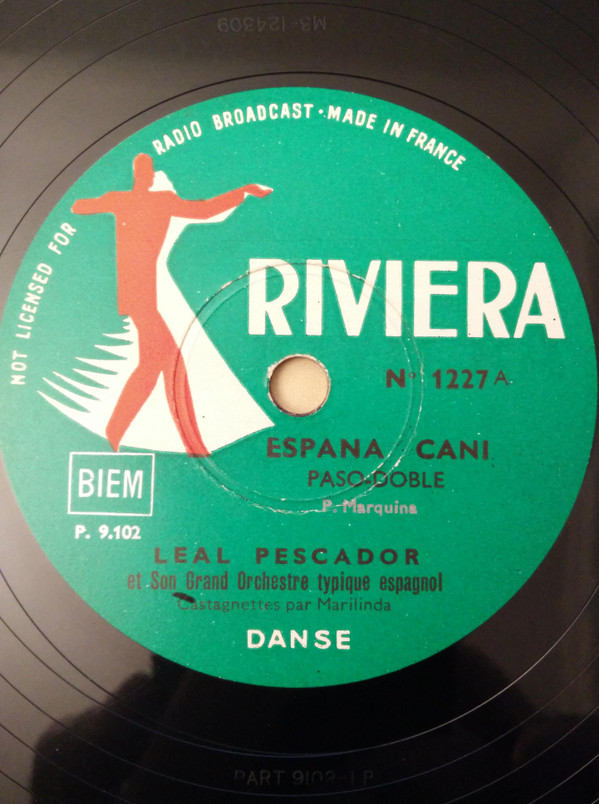 M3-124309
NOT LICENSED FOR RADIO BROADCAST · MADE IN FRANCE
RIVIERA
N° 1227 A
ESPANA CANI
PASO-DOBLE
P. Marquina
BIEM
P. 9.102
LEAL PESCADOR
et Son Grand Orchestre typique espagnol
Castagnettes par Marilinda
DANSE
PART 9102-1 P